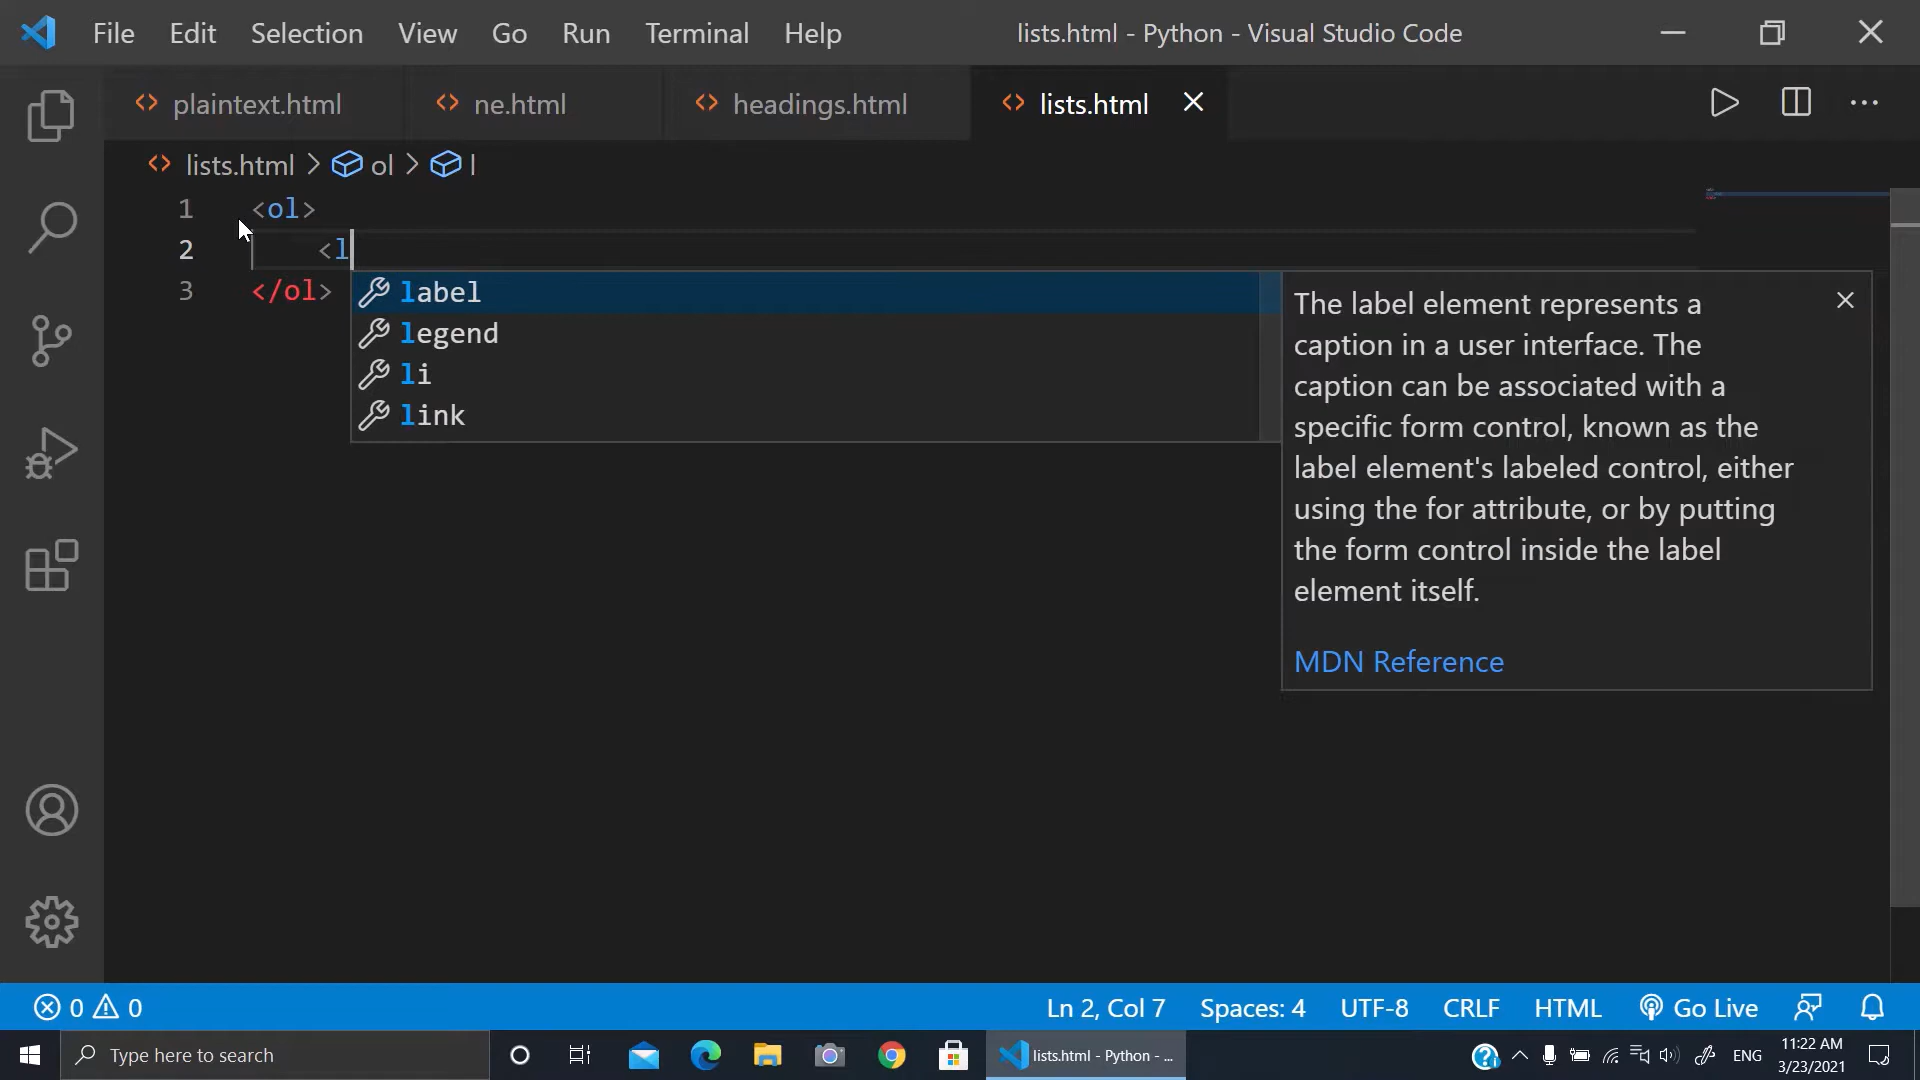 File Edit Selection View Go Run Terminal Help lists.html - Python - Visual Studio Code
plaintext.html ne.html headings.html lists.html
lists.html > ol > l
1 <ol>
2 <l
3 </ol>
label
legend
li
link
The label element represents a
caption in a user interface. The
caption can be associated with a
specific form control, known as the
label element's labeled control, either
using the for attribute, or by putting
the form control inside the label
element itself.
MDN Reference
0 0 Ln 2, Col 7 Spaces: 4 UTF-8 CRLF HTML Go Live
Type here to search lists.html - Python - ... ENG 11:22 AM
3/23/2021